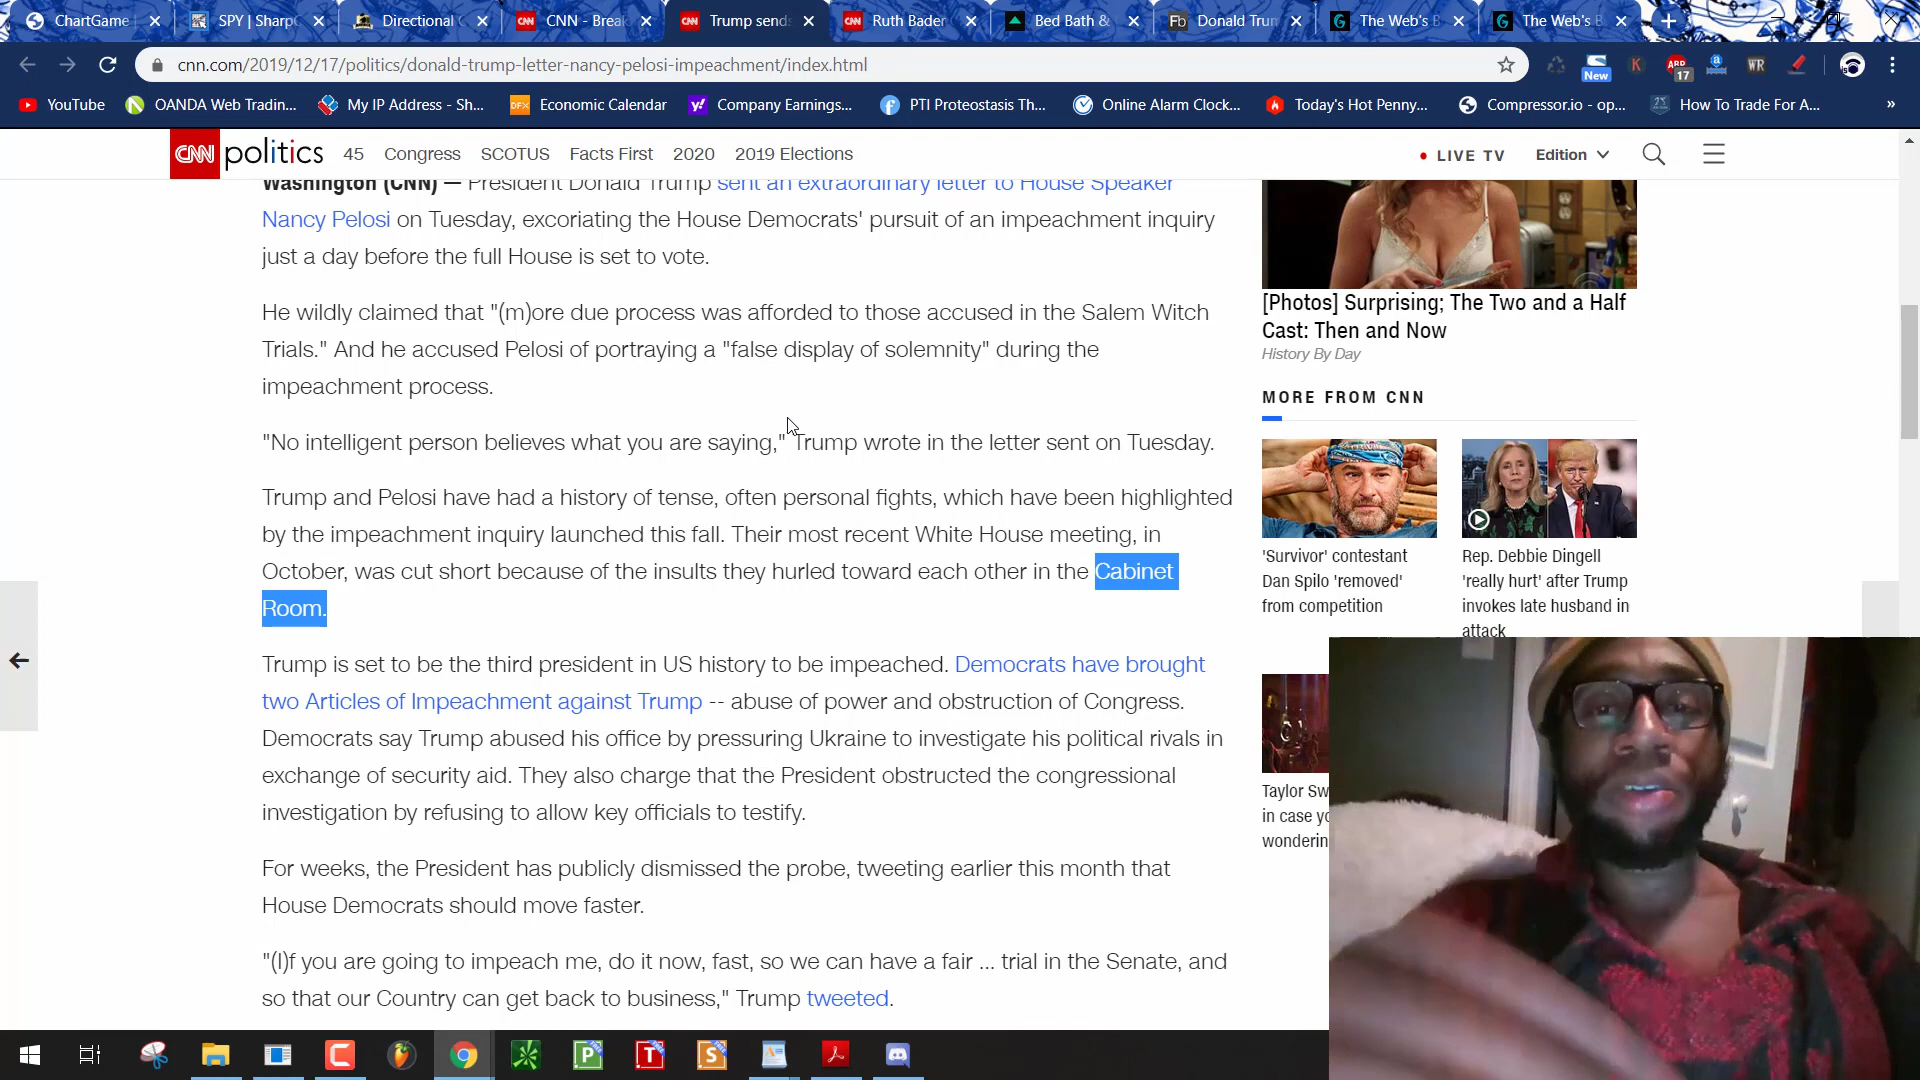 ChartGame
SPY | Sharp
Directional
CNN - Break
Trump sends
Ruth Bader
Bed Bath &
Donald Trum
The Web's B
The Web's B
cnn.com/2019/12/17/politics/donald-trump-letter-nancy-pelosi-impeachment/index.html
New
K
ABP
17
a
WR
YouTube
OANDA Web Tradin...
My IP Address - Sh...
DFX
Economic Calendar
Company Earnings...
PTI Proteostasis Th...
Online Alarm Clock...
Today's Hot Penny...
Compressor.io - op...
How To Trade For A...
»
CNN politics
45
Congress
SCOTUS
Facts First
2020
2019 Elections
LIVE TV
Edition
Washington (CNN) — President Donald Trump sent an extraordinary letter to House Speaker
Nancy Pelosi on Tuesday, excoriating the House Democrats' pursuit of an impeachment inquiry
just a day before the full House is set to vote.
He wildly claimed that "(m)ore due process was afforded to those accused in the Salem Witch
Trials." And he accused Pelosi of portraying a "false display of solemnity" during the
impeachment process.
"No intelligent person believes what you are saying," Trump wrote in the letter sent on Tuesday.
Trump and Pelosi have had a history of tense, often personal fights, which have been highlighted
by the impeachment inquiry launched this fall. Their most recent White House meeting, in
October, was cut short because of the insults they hurled toward each other in the Cabinet
Room.
Trump is set to be the third president in US history to be impeached. Democrats have brought
two Articles of Impeachment against Trump -- abuse of power and obstruction of Congress.
Democrats say Trump abused his office by pressuring Ukraine to investigate his political rivals in
exchange of security aid. They also charge that the President obstructed the congressional
investigation by refusing to allow key officials to testify.
For weeks, the President has publicly dismissed the probe, tweeting earlier this month that
House Democrats should move faster.
"(I)f you are going to impeach me, do it now, fast, so we can have a fair ... trial in the Senate, and
so that our Country can get back to business," Trump tweeted.
[Photos] Surprising; The Two and a Half
Cast: Then and Now
History By Day
MORE FROM CNN
'Survivor' contestant
Dan Spilo 'removed'
from competition
Rep. Debbie Dingell
'really hurt' after Trump
invokes late husband in
attack
Taylor Sw
in case yo
wonderin
P
T
S